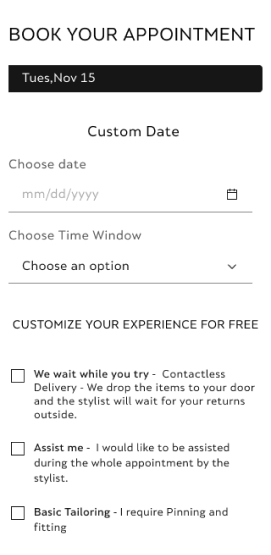 BOOK YOUR APPOINTMENT
Tues,Nov 15
Custom Date
Choose date
mm/dd/yyyy
Choose Time Window
Choose an option
CUSTOMIZE YOUR EXPERIENCE FOR FREE
We wait while you try - Contactless
Delivery - We drop the items to your door
and the stylist will wait for your returns
outside.
Assist me - I would like to be assisted
during the whole appointment by the
stylist.
Basic Tailoring - I require Pinning and
fitting